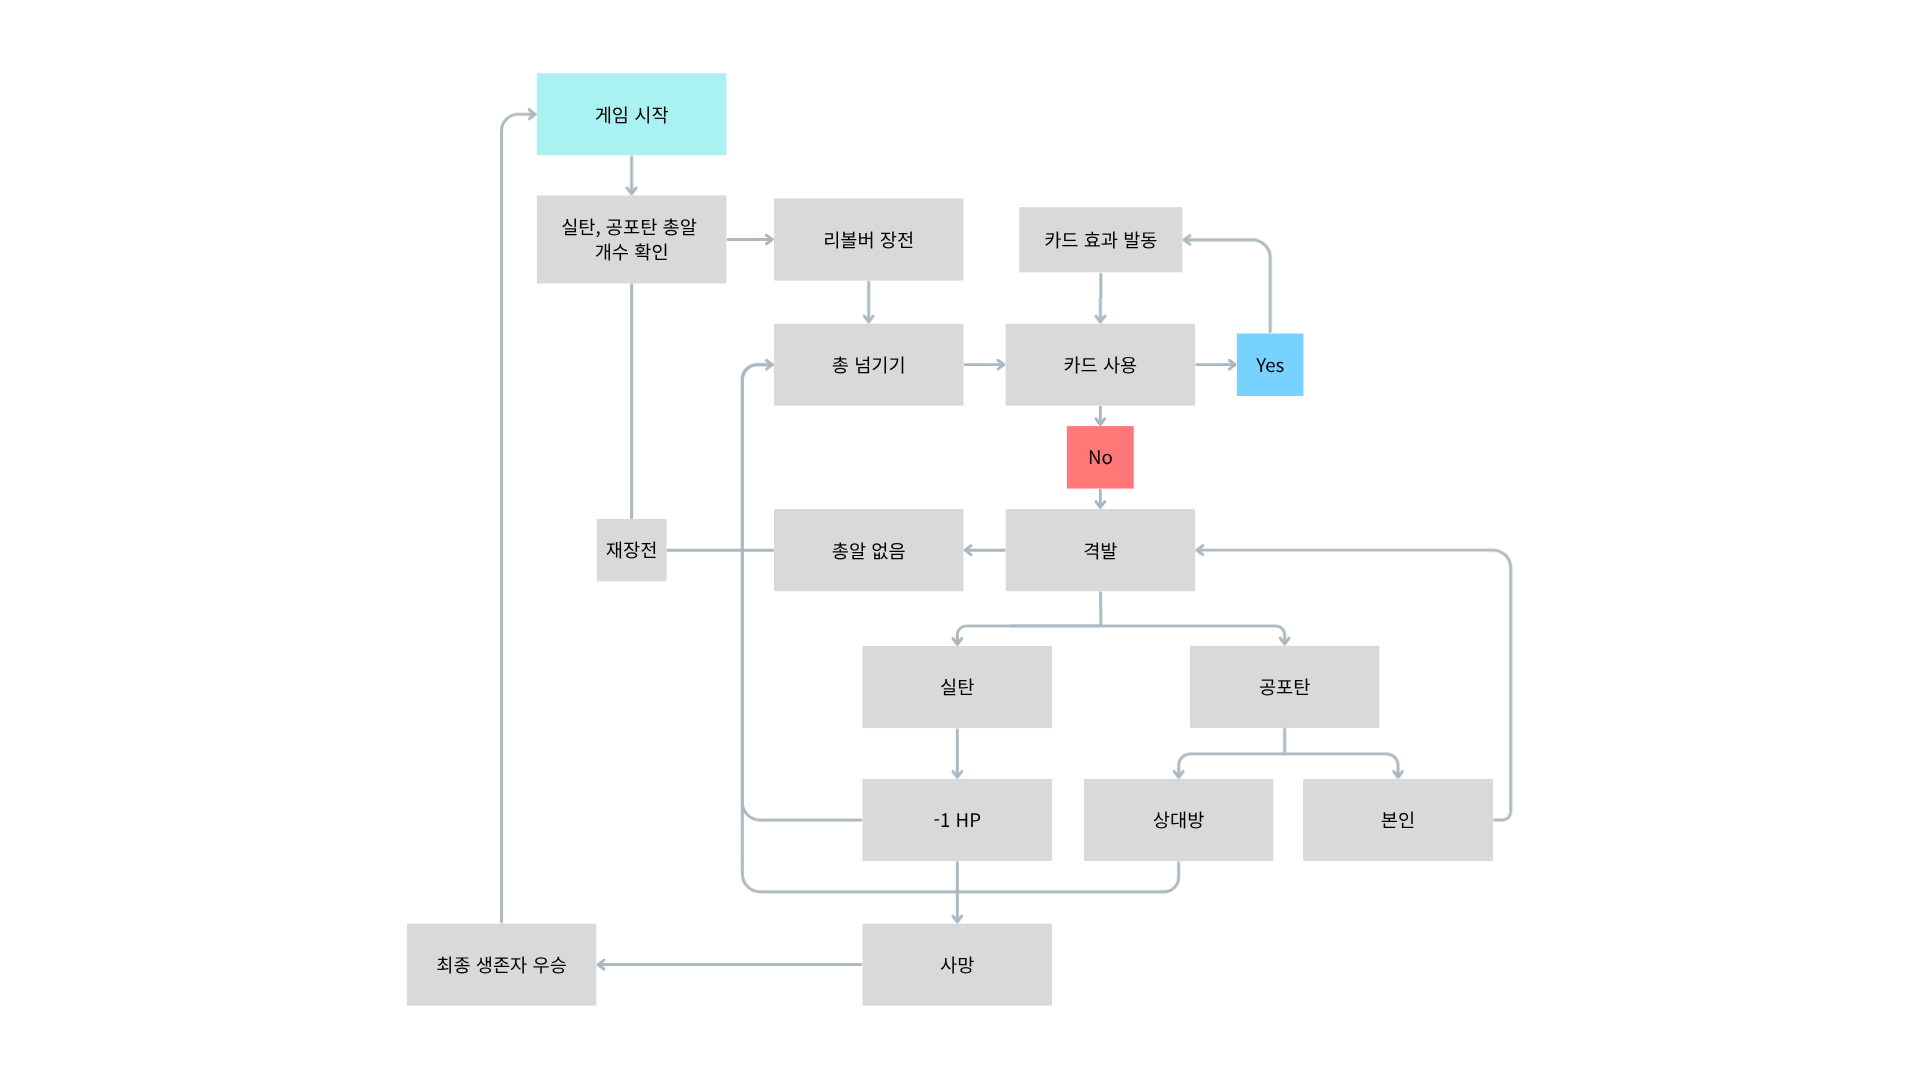 게임 시작
실탄, 공포탄 총알
개수 확인
리볼버 장전
카드 효과 발동
총 넘기기
카드 사용
Yes
No
재장전
총알 없음
격발
실탄
공포탄
-1 HP
상대방
본인
최종 생존자 우승
사망